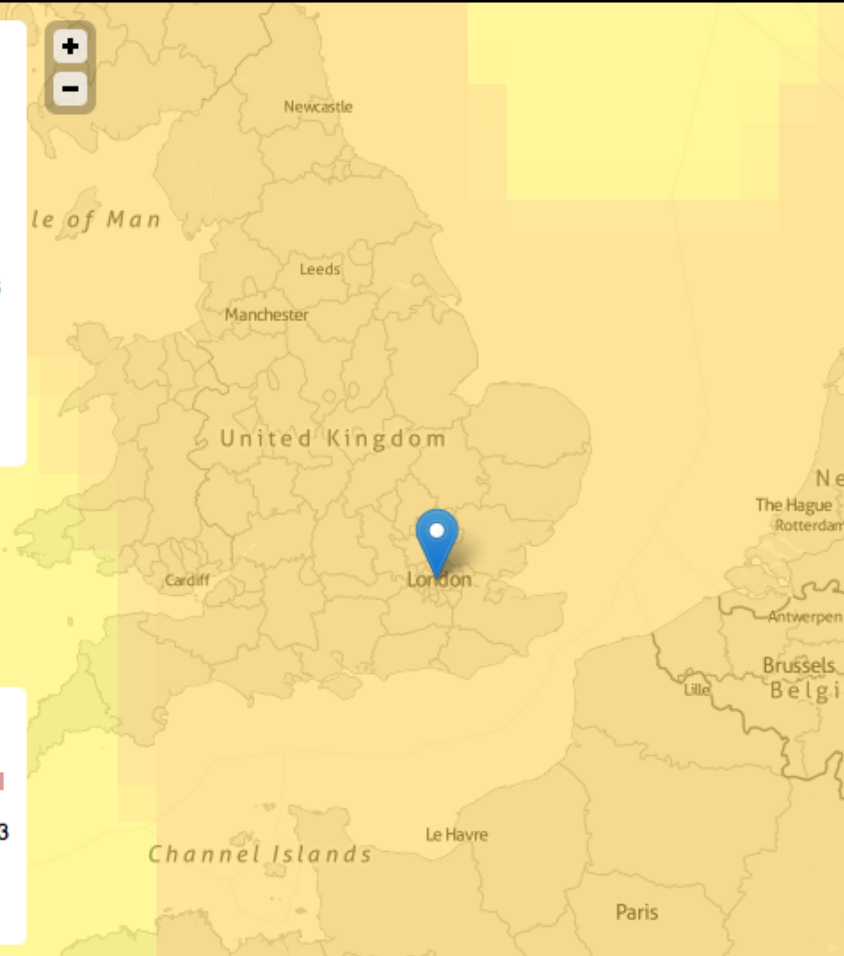 +
Newcastle
−
le of Man
Leeds
Manchester
United Kingdom
Ne
The Hague
Rotterdam
London
Cardiff
Antwerpen
Brussels
Lille
Belgi
3
Le Havre
Channel Islands
Paris